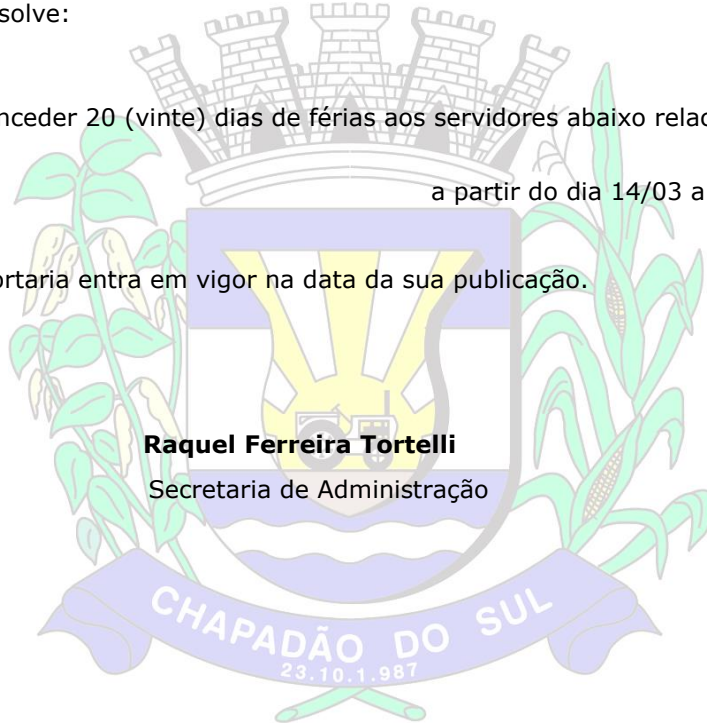 solve:
nceder 20 (vinte) dias de férias aos servidores abaixo relac
a partir do dia 14/03 a
ortaria entra em vigor na data da sua publicação.
Raquel Ferreira Tortelli
Secretaria de Administração
CHAPADÃO DO SUL
23.10.1.987